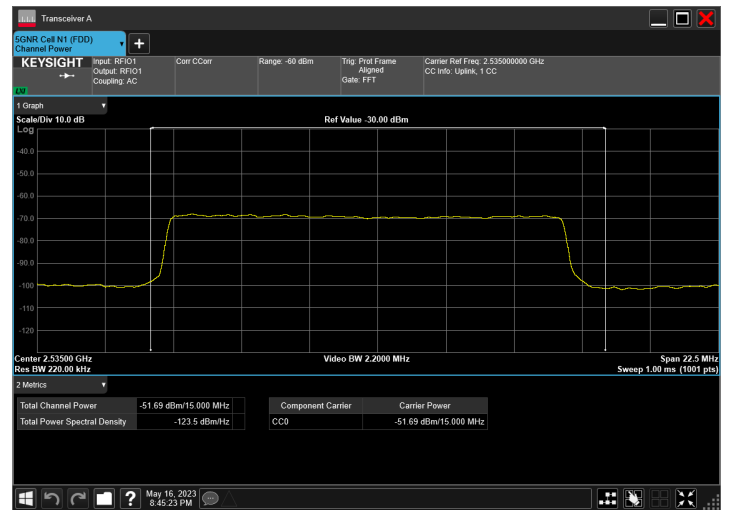 Transceiver A
5GNR Cell N1 (FDD)
Channel Power
KEYSIGHT
Input: RFIO1
Output: RFIO1
Coupling: AC
Corr CCorr
Range: -60 dBm
Trig: Prot Frame
Aligned
Gate: FFT
Carrier Ref Freq: 2.535000000 GHz
CC Info: Uplink, 1 CC
LXI
1 Graph
Scale/Div 10.0 dB
Ref Value -30.00 dBm
Log
-40.0
-50.0
-60.0
-70.0
-80.0
-90.0
-100
-110
-120
Center 2.53500 GHz
Video BW 2.2000 MHz
Span 22.5 MHz
Res BW 220.00 kHz
Sweep 1.00 ms (1001 pts)
2 Metrics
Total Channel Power -51.69 dBm/15.000 MHz
Total Power Spectral Density -123.5 dBm/Hz
Component Carrier Carrier Power
CC0 -51.69 dBm/15.000 MHz
May 16, 2023
8:45:23 PM